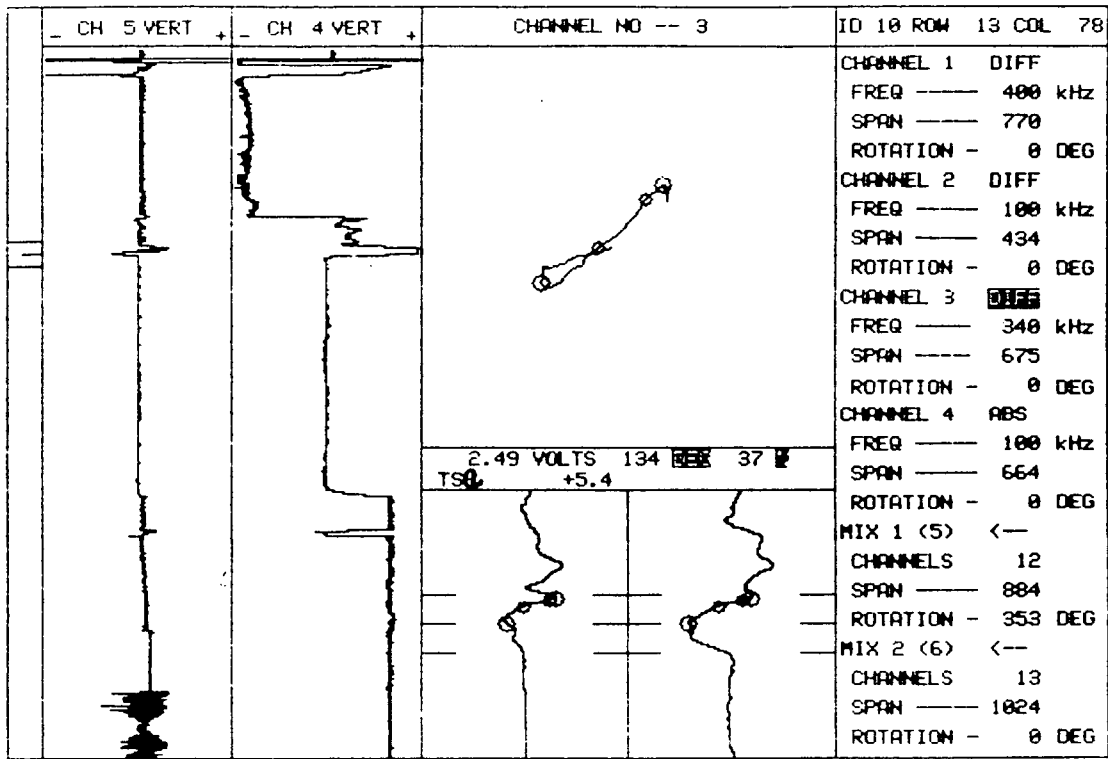 _ CH 5 VERT +
_ CH 4 VERT +
CHANNEL NO -- 3
ID 10 ROW 13 COL 78
CHANNEL 1 DIFF
FREQ ----- 400 kHz
SPAN ----- 770
ROTATION - 0 DEG
CHANNEL 2 DIFF
FREQ ----- 100 kHz
SPAN ----- 434
ROTATION - 0 DEG
CHANNEL 3 DIFF
FREQ ----- 340 kHz
SPAN ----- 675
ROTATION - 0 DEG
CHANNEL 4 ABS
FREQ ----- 100 kHz
SPAN ----- 664
ROTATION - 0 DEG
MIX 1 (5) <--
CHANNELS 12
SPAN ----- 884
ROTATION - 353 DEG
MIX 2 (6) <--
CHANNELS 13
SPAN ----- 1024
ROTATION - 0 DEG
2.49 VOLTS 134 37
+5.4